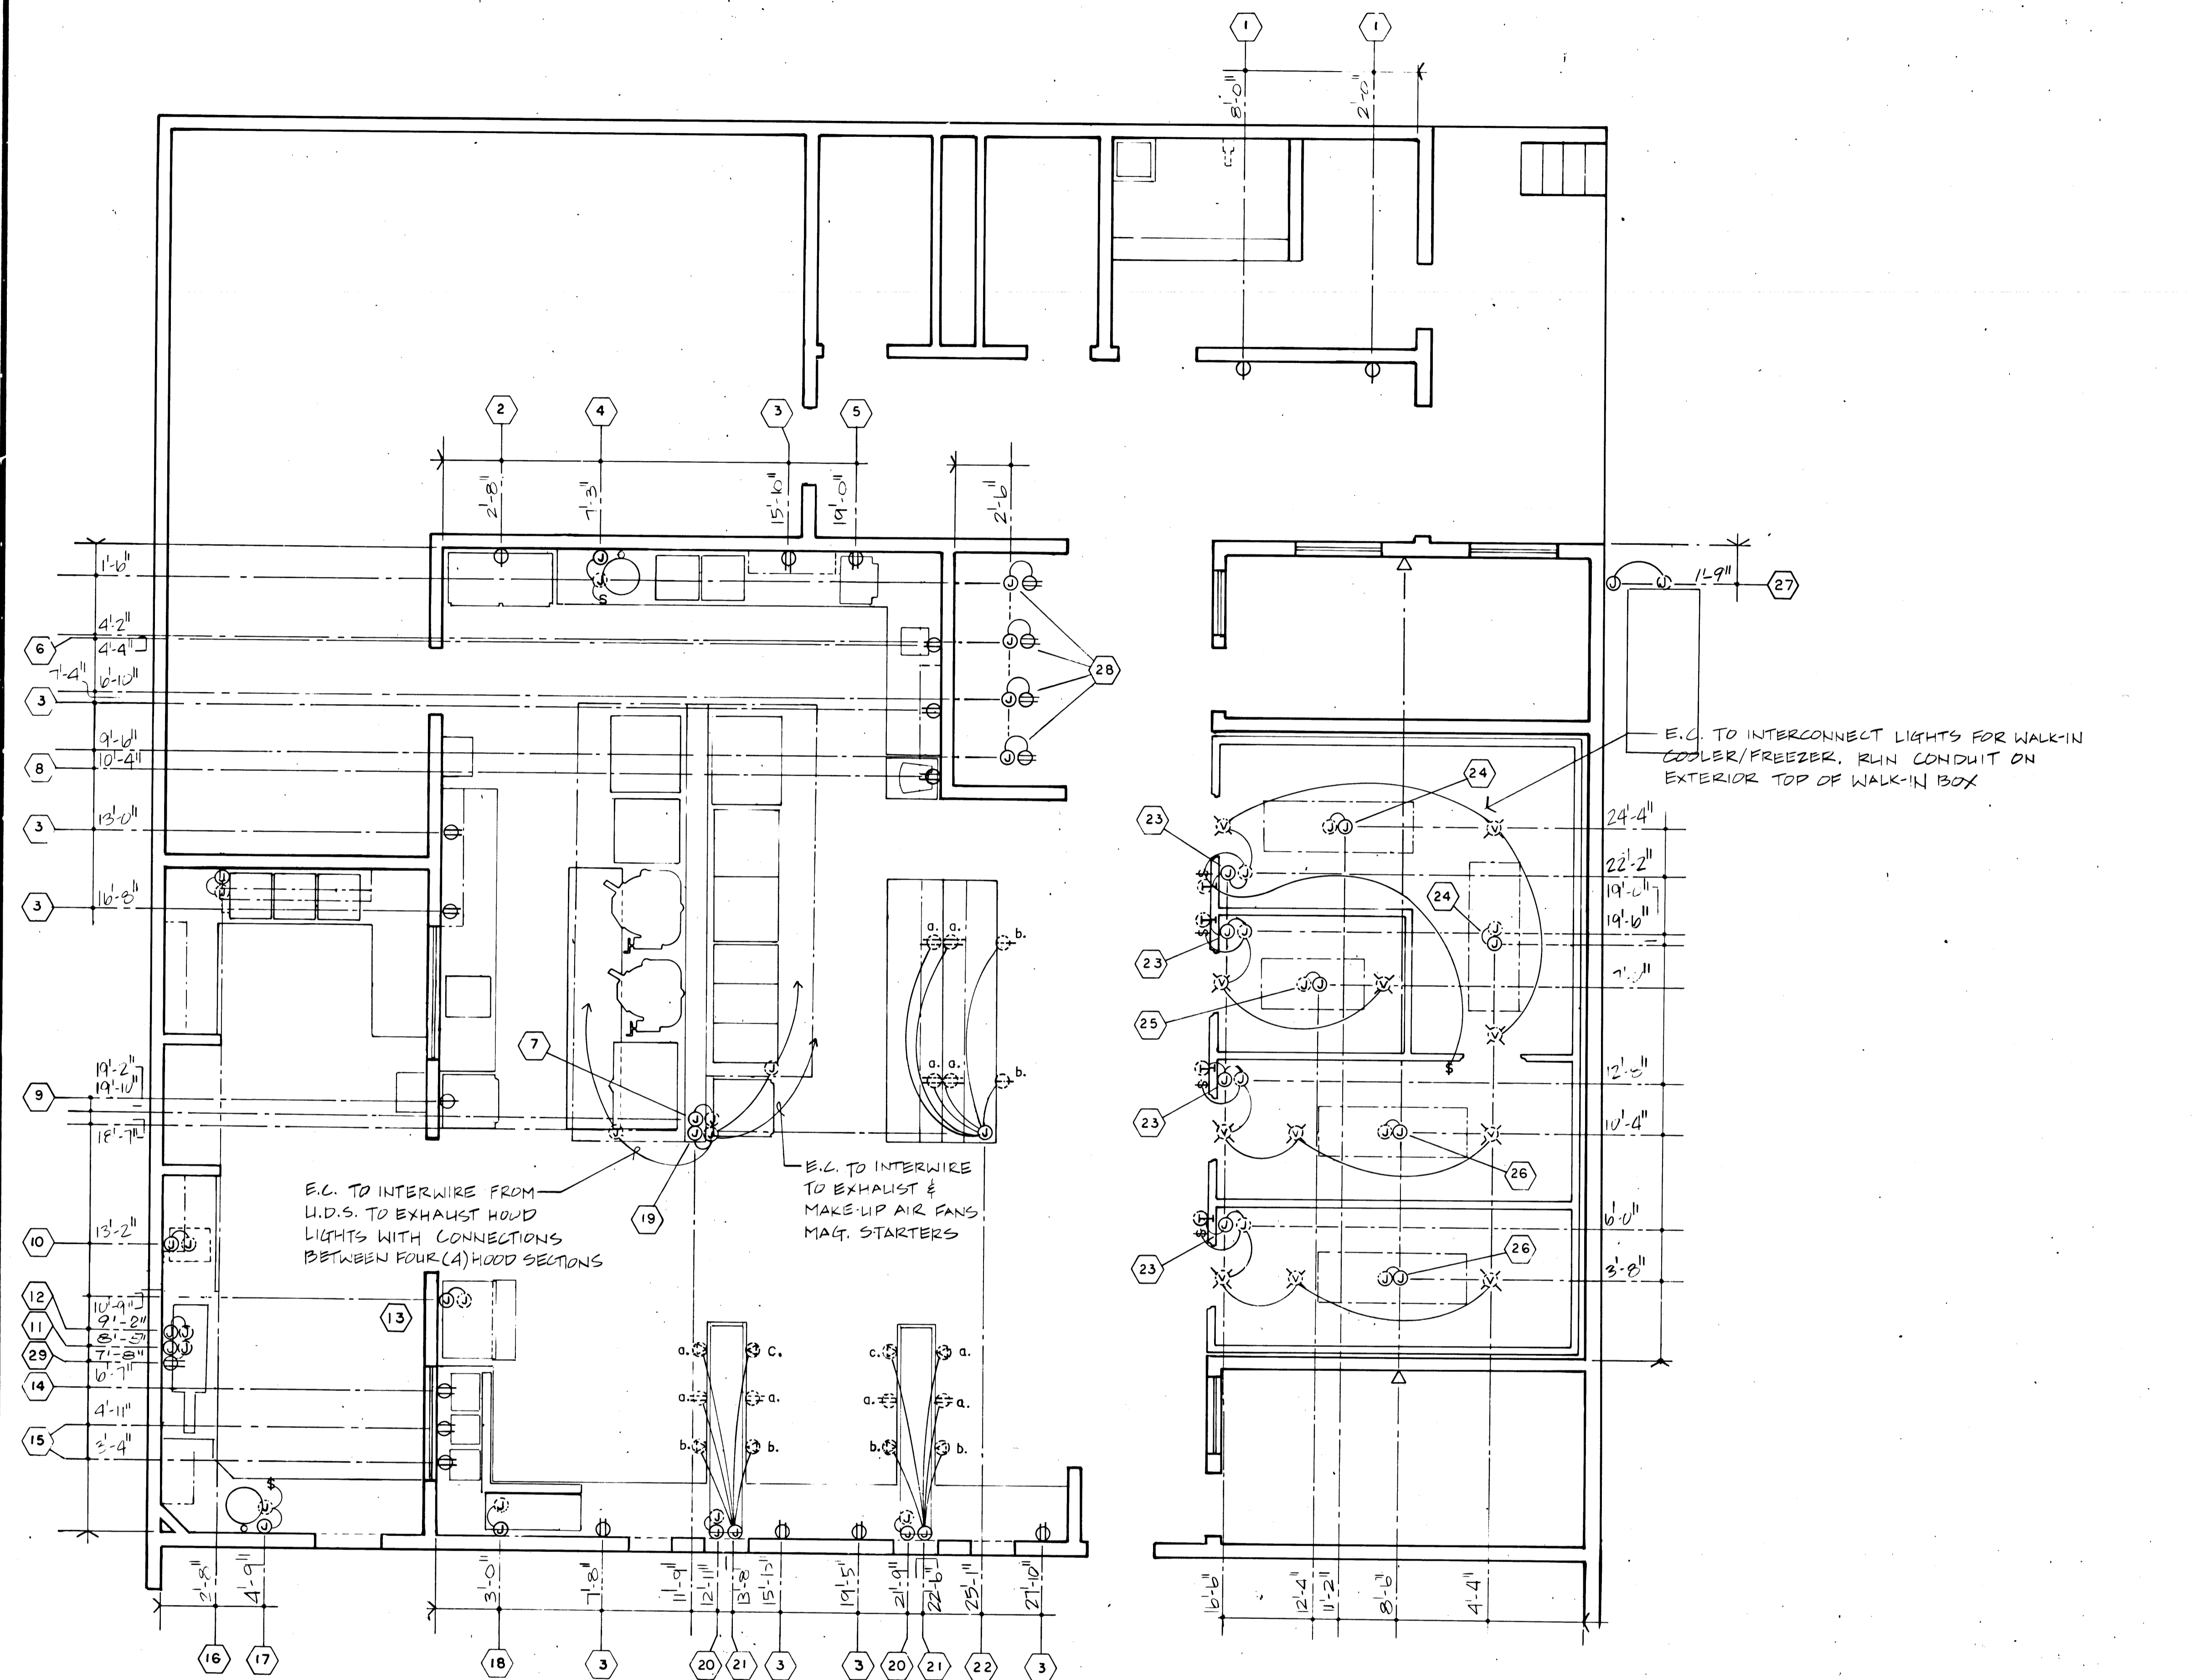 1
1
8'-0"
2'-0"
2
4
3
5
2'-8"
7'-3"
15'-10"
19'-0"
2'-6"
1'-6"
4'-2"
6
4'-4"
7'-4"
6'-10"
3
9'-6"
8
10'-4"
3
13'-0"
3
16'-8"
J
J
S
J
J
J
J
28
J
J
1'-9"
27
E.C. TO INTERCONNECT LIGHTS FOR WALK-IN
COOLER/FREEZER. RUN CONDUIT ON
EXTERIOR TOP OF WALK-IN BOX
24
23
24'-4"
22'-2"
24
19'-6"
23
25
7
19'-2"
9
19'-10"
18'-7"
12'-8"
23
10'-4"
26
a.
a.
b.
a.
a.
b.
E.C. TO INTERWIRE FROM
U.D.S. TO EXHAUST HOOD
LIGHTS WITH CONNECTIONS
BETWEEN FOUR (4) HOOD SECTIONS
E.C. TO INTERWIRE
TO EXHAUST &
MAKE-UP AIR FANS
MAG. STARTERS
19
6'-0"
23
26
3'-8"
10
13'-2"
12
10'-9"
9'-2"
11
29
7'-8"
6'-7"
14
4'-11"
15
3'-4"
13
a.
c.
c.
a.
a.
a.
a.
a.
b.
b.
b.
b.
4'-9"
3'-0"
7'-8"
11'-9"
12'-11"
13'-8"
19'-5"
21'-9"
22'-6"
25'-1"
27'-10"
16'-6"
12'-4"
11'-2"
8'-6"
4'-4"
16
17
18
3
20
21
3
3
20
21
22
3